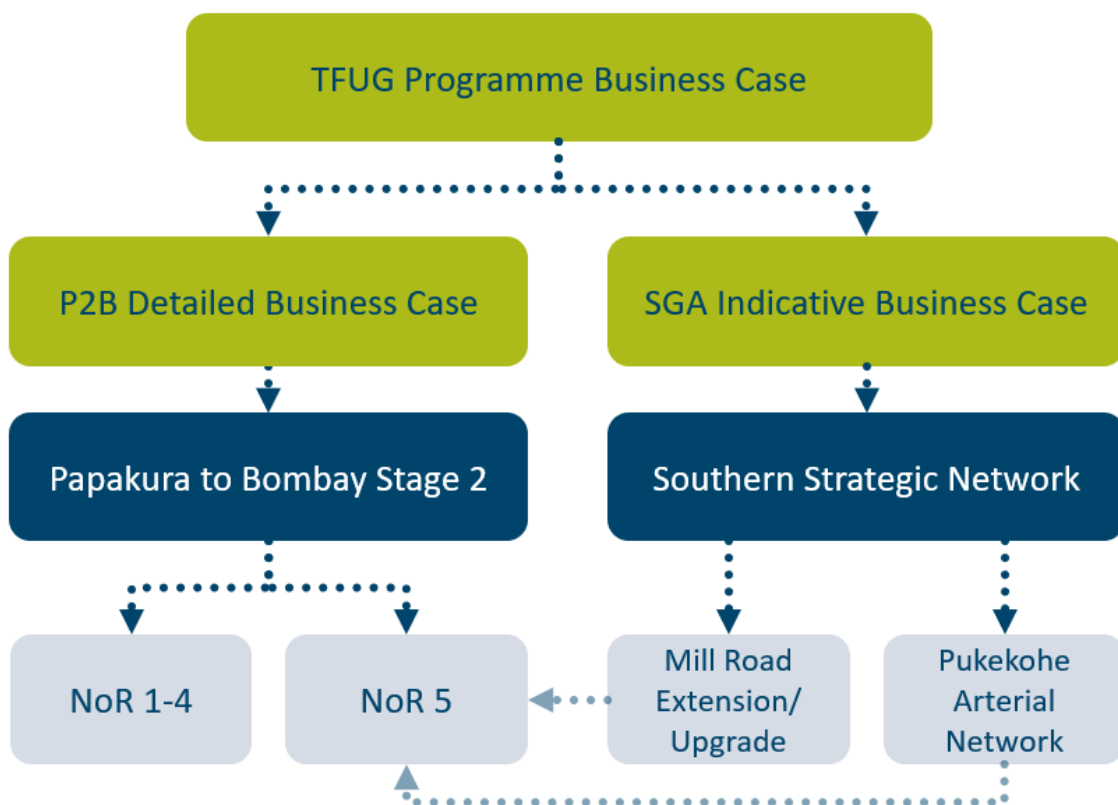 TFUG Programme Business Case
P2B Detailed Business Case
SGA Indicative Business Case
Papakura to Bombay Stage 2
Southern Strategic Network
NoR 1-4
NoR 5
Mill Road
Extension/
Upgrade
Pukekohe
Arterial
Network